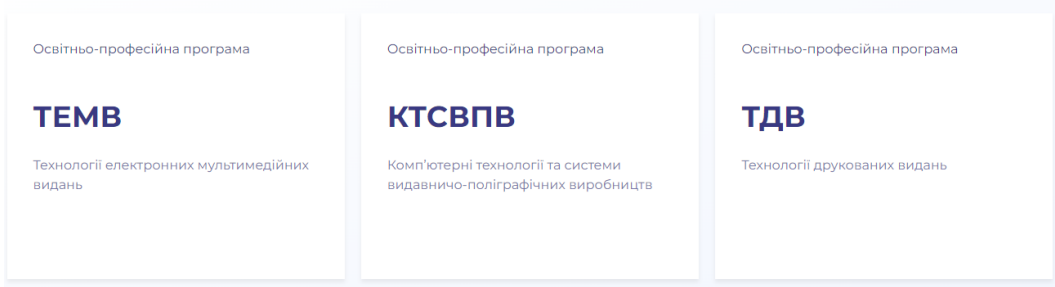 Освітньо-професійна програма
ТЕМВ
Технології електронних мультимедійних
видань
Освітньо-професійна програма
КТСВПВ
Комп'ютерні технології та системи
видавничо-поліграфічних виробництв
Освітньо-професійна програма
ТДВ
Технології друкованих видань